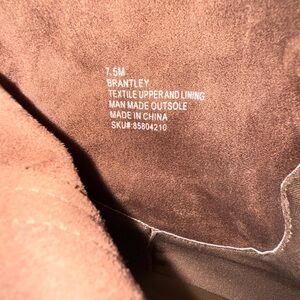 7.5M
BRANTLEY
TEXTILE UPPER AND LINING
MAN MADE OUTSOLE
MADE IN CHINA
SKU#:85804210